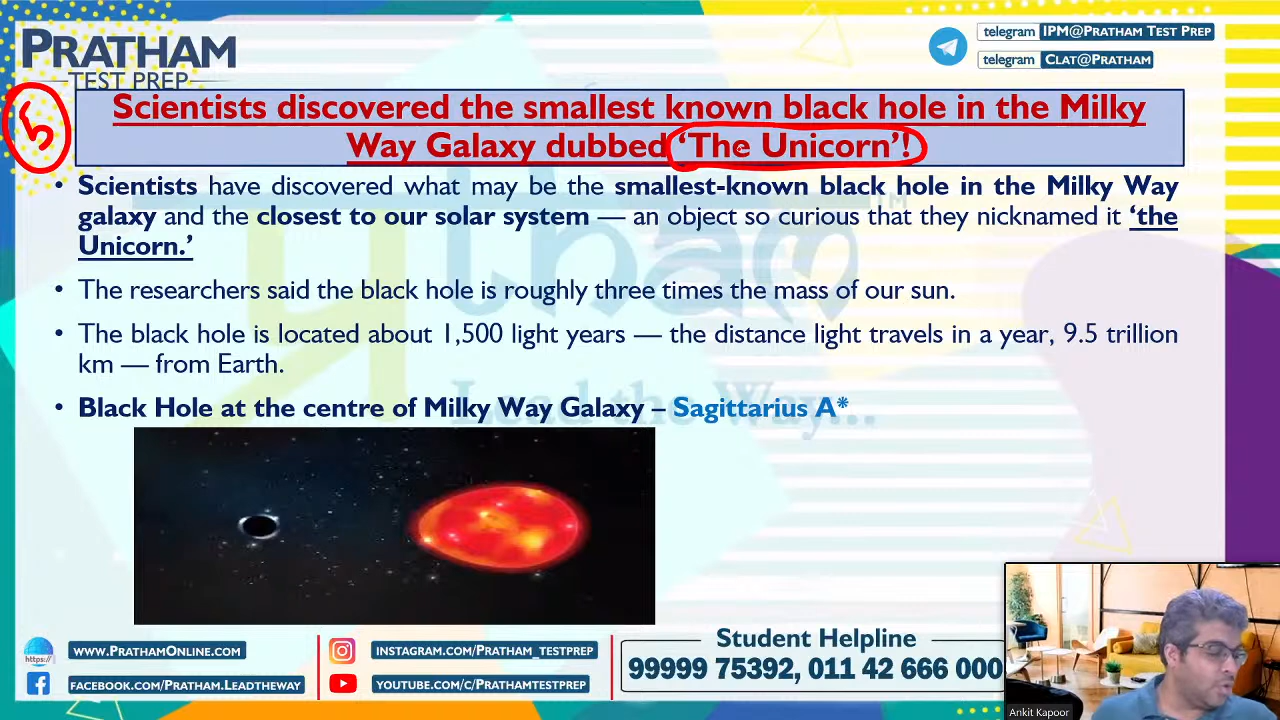 PRATHAM
TEST PREP
telegram IPM@PRATHAM TEST PREP
telegram CLAT@PRATHAM
5
Scientists discovered the smallest known black hole in the Milky
Way Galaxy dubbed ‘The Unicorn’!
• Scientists have discovered what may be the smallest-known black hole in the Milky Way
galaxy and the closest to our solar system — an object so curious that they nicknamed it ‘the
Unicorn.’
• The researchers said the black hole is roughly three times the mass of our sun.
• The black hole is located about 1,500 light years — the distance light travels in a year, 9.5 trillion
km — from Earth.
• Black Hole at the centre of Milky Way Galaxy – Sagittarius A*
TM
Lead the Way...
https://
WWW.PRATHAMONLINE.COM
FACEBOOK.COM/PRATHAM.LEADTHEWAY
INSTAGRAM.COM/PRATHAM_TESTPREP
YOUTUBE.COM/C/PRATHAMTESTPREP
Student Helpline
99999 75392, 011 42 666 000
Ankit Kapoor